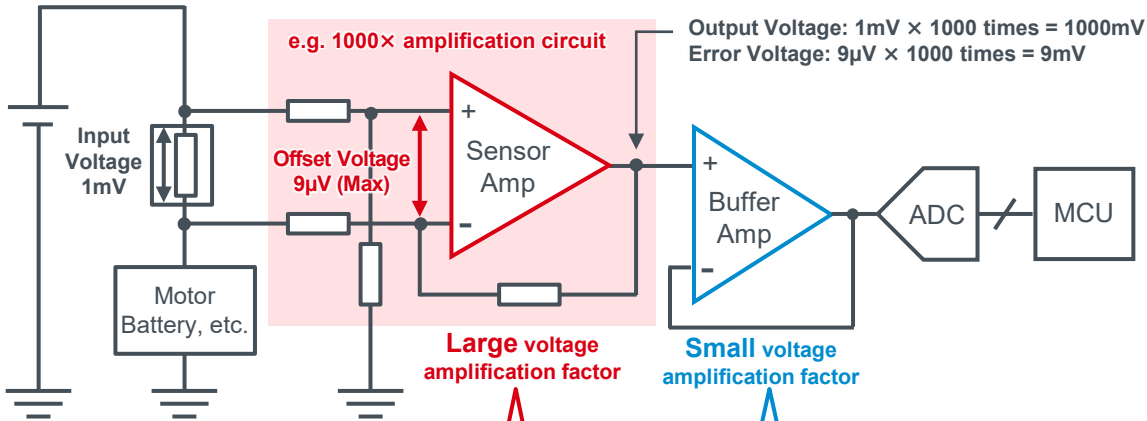 e.g. 1000× amplification circuit
Output Voltage: 1mV × 1000 times = 1000mV
Error Voltage: 9µV × 1000 times = 9mV
Input
Voltage
1mV
Offset Voltage
9µV (Max)
+
-
Sensor
Amp
+
-
Buffer
Amp
ADC
MCU
Motor
Battery, etc.
Large voltage
amplification factor
Small voltage
amplification factor